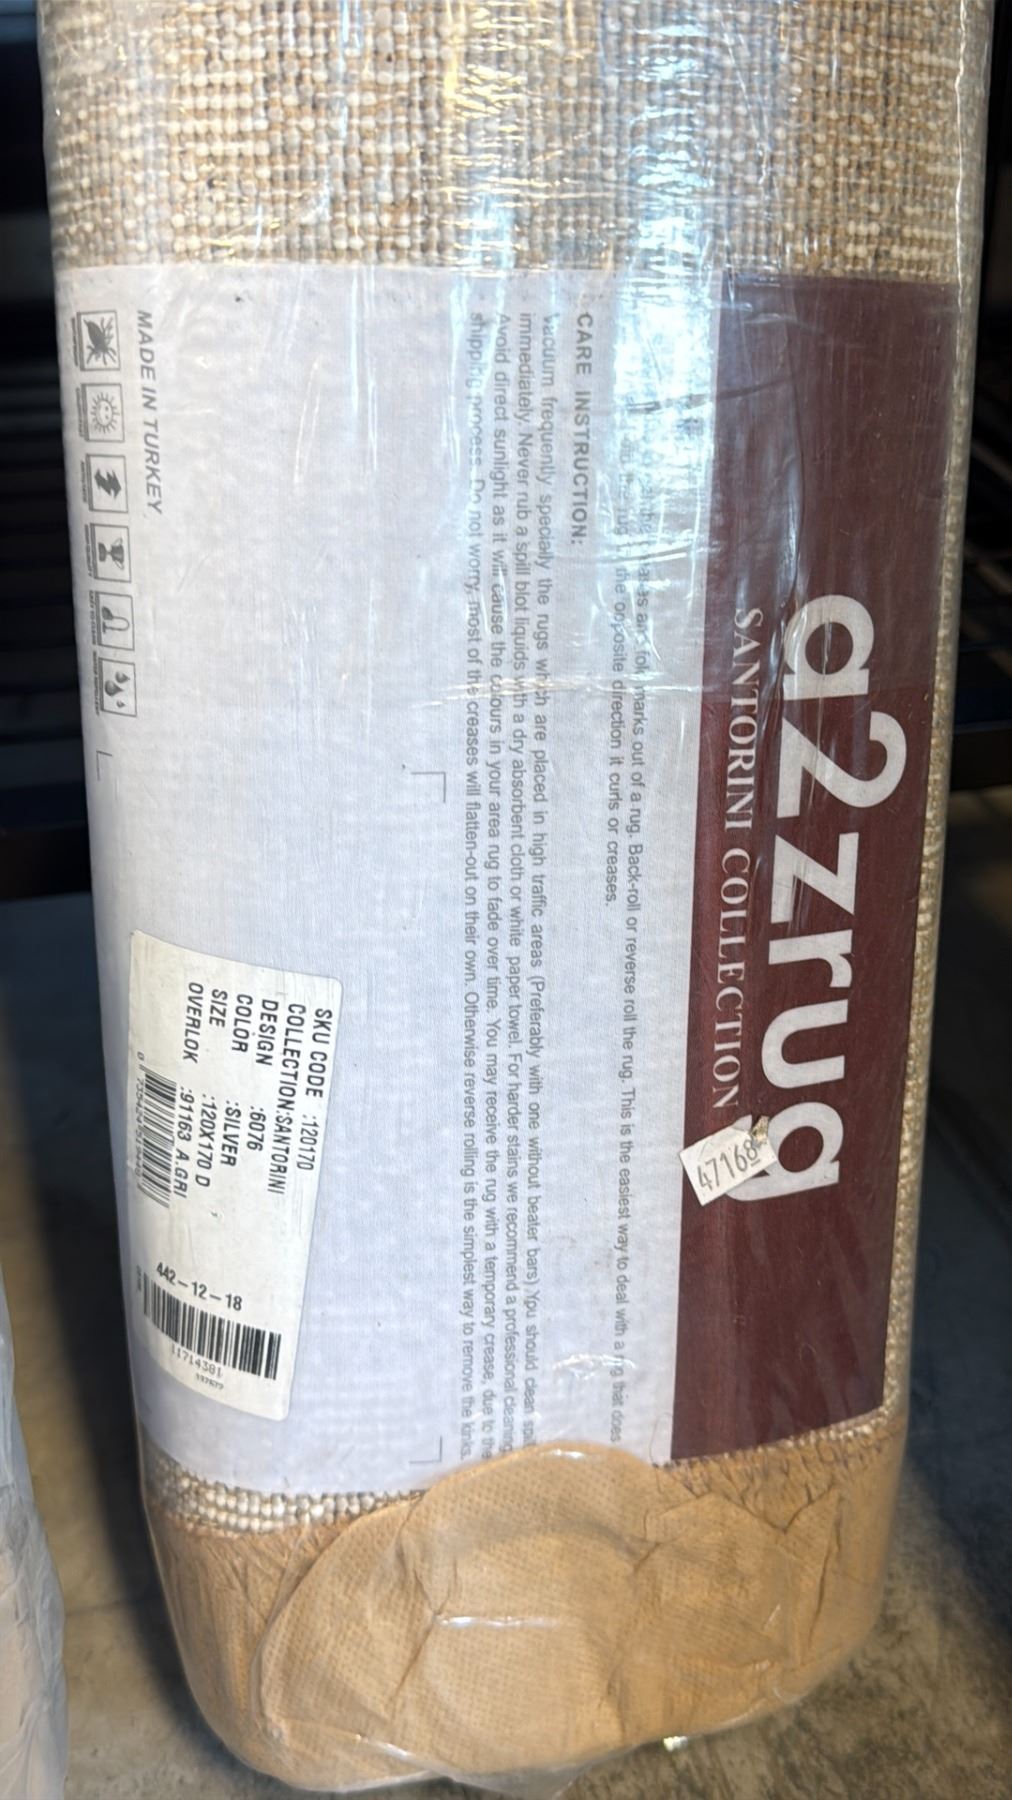 a2zrug
SANTORINI COLLECTION
47168
marks out of a rug. Back-roll or reverse roll the rug. This is the easiest way to deal with a rug that does
the opposite direction it curls or creases.
CARE INSTRUCTION:
Vacuum frequently specially the rugs which are placed in high traffic areas (Preferably with one without beater bars) You should clean spill
immediately. Never rub a spill blot liquids with a dry absorbent cloth or white paper towel. For harder stains we recommend a professional cleaning
Avoid direct sunlight as it will cause the colours in your area rug to fade over time. You may receive the rug with a temporary crease, due to the
shipping process. Do not worry, most of the creases will flatten-out on their own. Otherwise reverse rolling is the simplest way to remove the kinks
MADE IN TURKEY
SKU CODE :120170
COLLECTION:SANTORINI
DESIGN :6076
COLOR :SILVER
SIZE :120X170 D
OVERLOK :91163 A.GRI
442-12-18
11714381